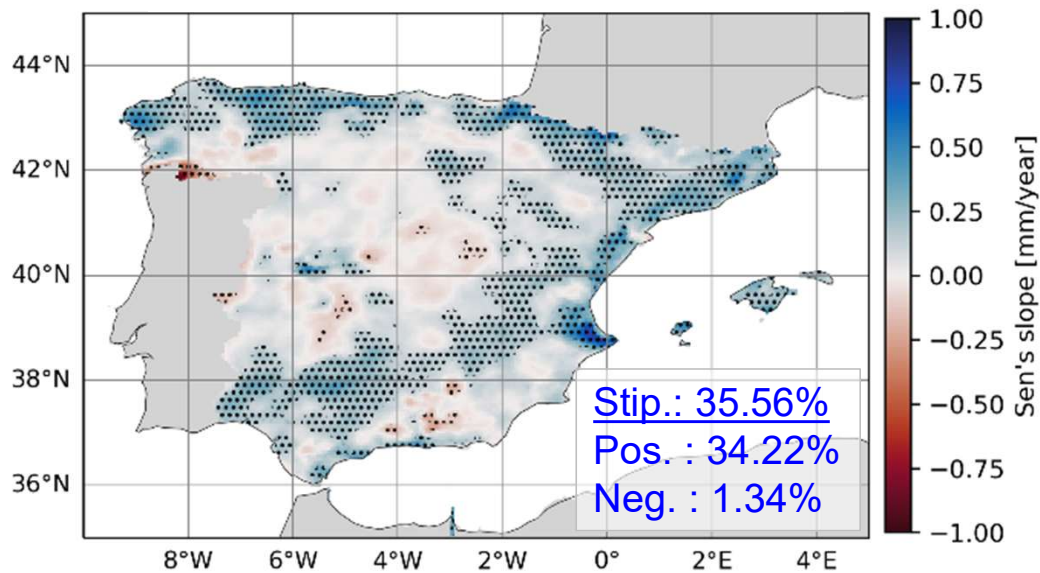 44°N
42°N
40°N
38°N
36°N
8°W 6°W 4°W 2°W 0° 2°E 4°E
Stip.: 35.56%
Pos. : 34.22%
Neg. : 1.34%
1.00
0.75
0.50
0.25
0.00
−0.25
−0.50
−0.75
−1.00
Sen's slope [mm/year]